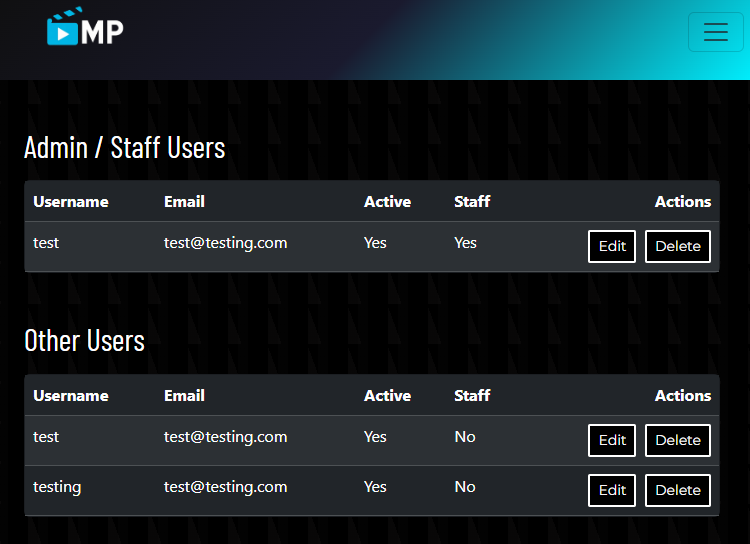 MP
Admin / Staff Users
Username Email Active Staff Actions
test test@testing.com Yes Yes Edit Delete
Other Users
Username Email Active Staff Actions
test test@testing.com Yes No Edit Delete
testing test@testing.com Yes No Edit Delete